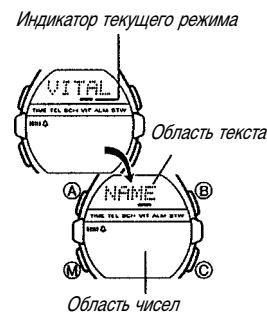 Индикатор текущего режима
VITAL
TIME TEL SCH VIT ALM STW
Область текста
A
B
NAME
TIME TEL SCH VIT ALM STW
M
C
Область чисел